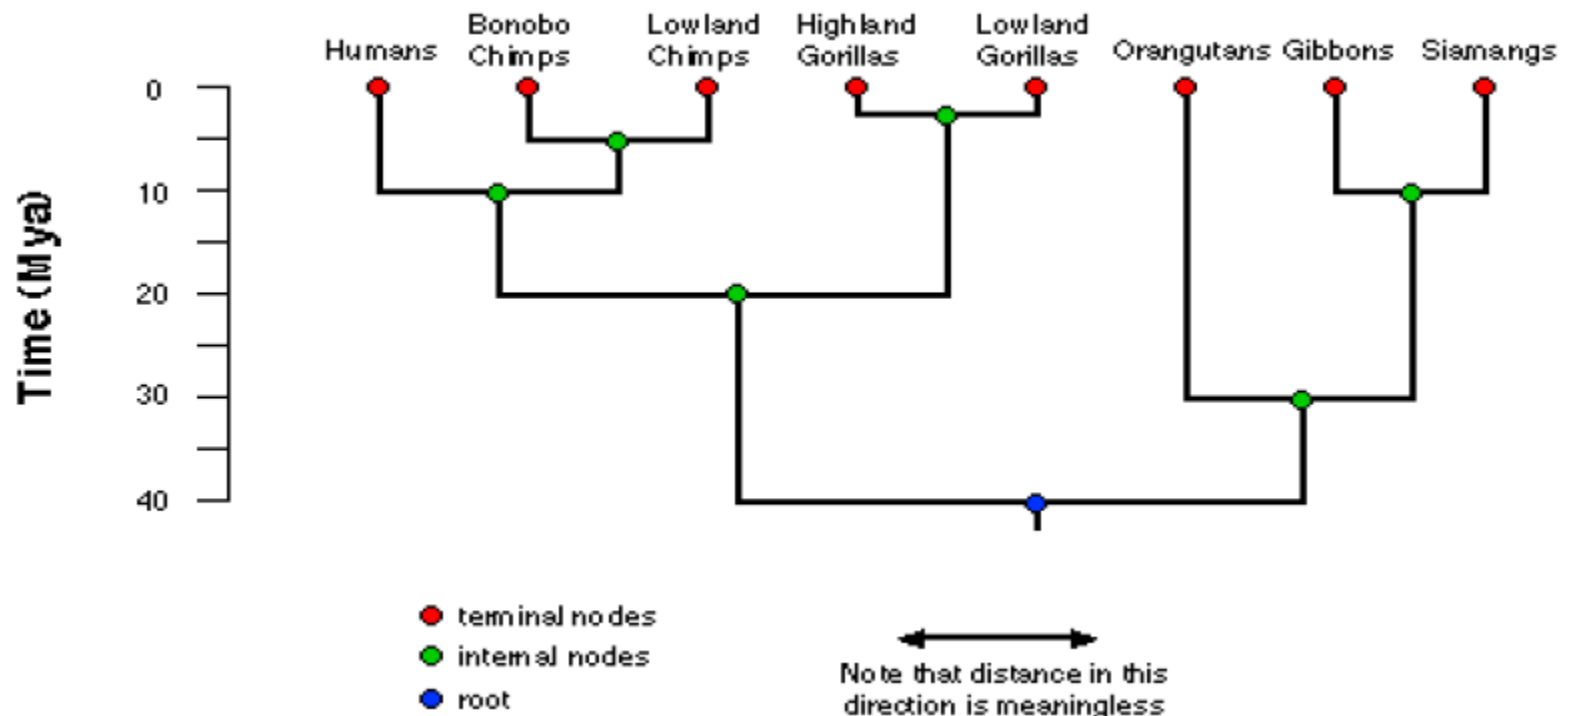 Humans
Bonobo
Chimps
Lowland
Chimps
Highland
Gorillas
Lowland
Gorillas
Orangutans
Gibbons
Siamangs
Time (Mya)
0
10
20
30
40
terminal nodes
internal nodes
root
Note that distance in this
direction is meaningless